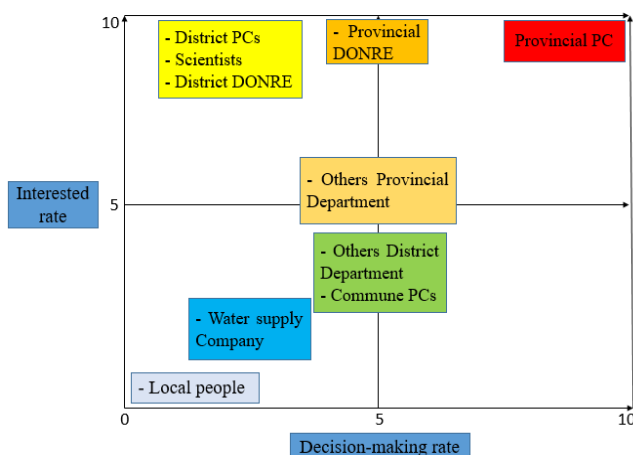 10
- District PCs
- Scientists
- District DONRE
- Provincial
DONRE
Provincial PC
Interested
rate
5
- Others Provincial
Department
- Others District
Department
- Commune PCs
- Water supply
Company
- Local people
0
5
10
Decision-making rate